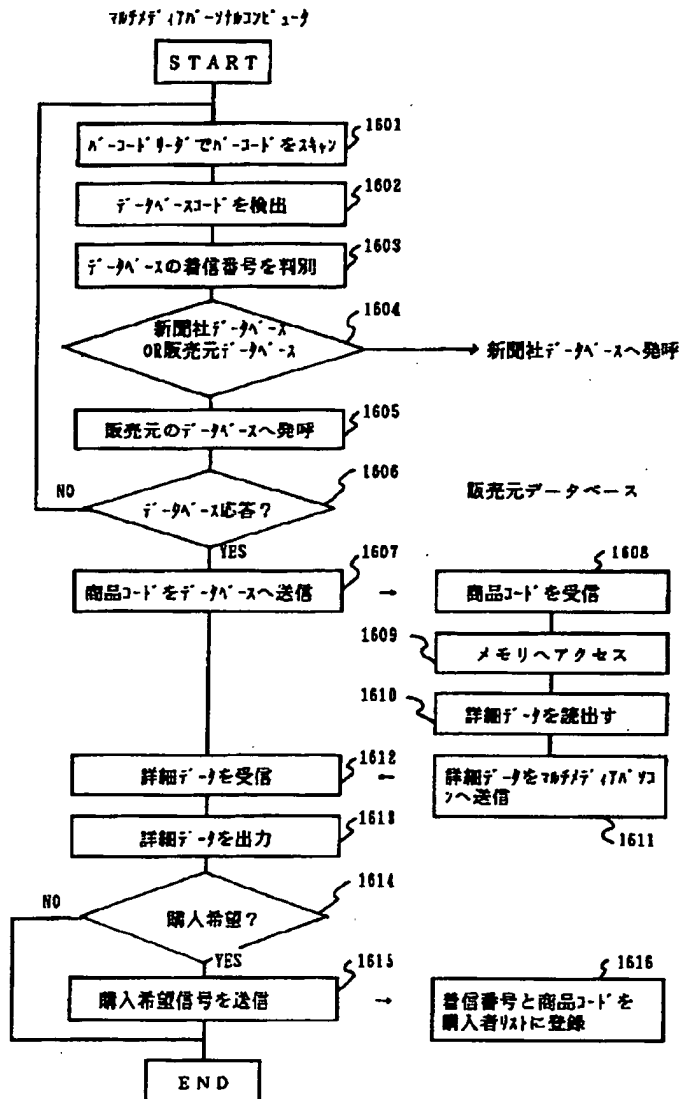 マルチメディアパーソナルコンピュータ
START
1601
バーコードリーダでバーコードをスキャン
1602
データベースコードを検出
1603
データベースの着信番号を判別
1604
新聞社データベース
OR販売元データベース
新聞社データベースへ発呼
1605
販売元のデータベースへ発呼
1606
NO
データベース応答?
販売元データベース
YES
1607
商品コードをデータベースへ送信
→
1608
商品コードを受信
1609
メモリへアクセス
1610
詳細データを読出す
1612
詳細データを受信
←
詳細データをマルチメディアパソコ
ンへ送信
1611
1613
詳細データを出力
1614
NO
購入希望?
YES
1615
購入希望信号を送信
→
1616
着信番号と商品コードを
購入者リストに登録
END